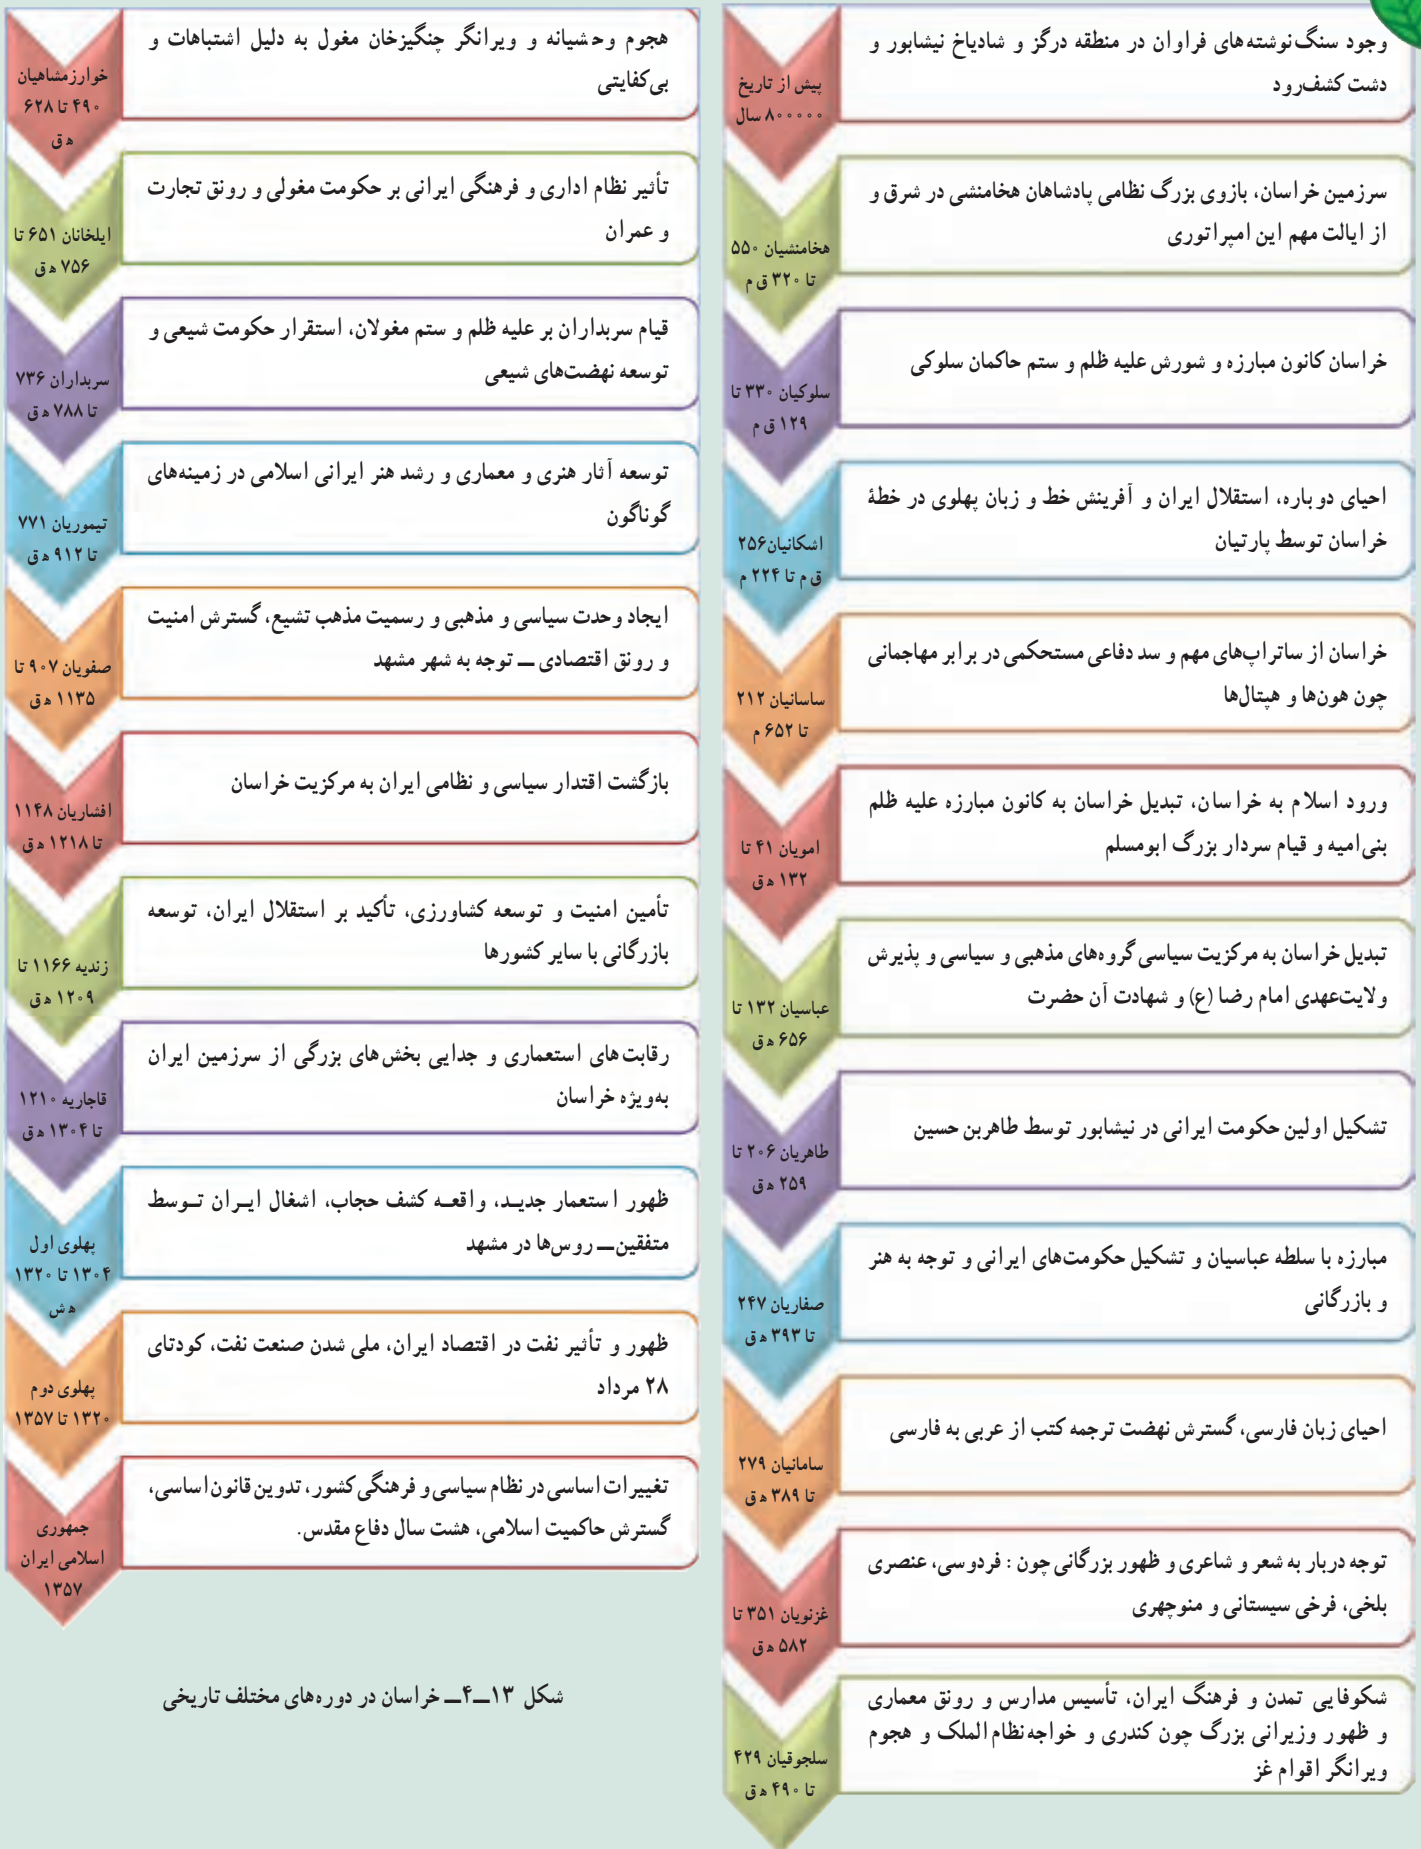 وجود سنگ‌نوشته‌های فراوان در منطقه درگز و شادیاخ نیشابور و
دشت کشف‌رود
پیش از تاریخ
۸۰۰۰۰۰ سال
سرزمین خراسان، بازوی بزرگ نظامی پادشاهان هخامنشی در شرق و
از ایالت مهم این امپراتوری
هخامنشیان ۵۵۰
تا ۳۲۰ ق م
خراسان کانون مبارزه و شورش علیه ظلم و ستم حاکمان سلوکی
سلوکیان ۳۳۰ تا
۱۲۹ ق م
احیای دوباره، استقلال ایران و آفرینش خط و زبان پهلوی در خطهٔ
خراسان توسط پارتیان
اشکانیان۲۵۶
ق م تا ۲۲۴ م
خراسان از ساتراپ‌های مهم و سد دفاعی مستحکمی در برابر مهاجمانی
چون هون‌ها و هپتال‌ها
ساسانیان ۲۱۲
تا ۶۵۲ م
ورود اسلام به خراسان، تبدیل خراسان به کانون مبارزه علیه ظلم
بنی‌امیه و قیام سردار بزرگ ابومسلم
امویان ۴۱ تا
۱۳۲ ه‍ ق
تبدیل خراسان به مرکزیت سیاسی گروه‌های مذهبی و سیاسی و پذیرش
ولایت‌عهدی امام رضا (ع) و شهادت آن حضرت
عباسیان ۱۳۲ تا
۶۵۶ ه‍ ق
تشکیل اولین حکومت ایرانی در نیشابور توسط طاهربن حسین
طاهریان ۲۰۶ تا
۲۵۹ ه‍ ق
مبارزه با سلطه عباسیان و تشکیل حکومت‌های ایرانی و توجه به هنر
و بازرگانی
صفاریان ۲۴۷
تا ۳۹۳ ه‍ ق
احیای زبان فارسی، گسترش نهضت ترجمه کتب از عربی به فارسی
سامانیان ۲۷۹
تا ۳۸۹ ه‍ ق
توجه دربار به شعر و شاعری و ظهور بزرگانی چون : فردوسی، عنصری
بلخی، فرخی سیستانی و منوچهری
غزنویان ۳۵۱ تا
۵۸۲ ه‍ ق
شکوفایی تمدن و فرهنگ ایران، تأسیس مدارس و رونق معماری
و ظهور وزیرانی بزرگ چون کندری و خواجه‌نظام‌الملک و هجوم
ویرانگر اقوام غز
سلجوقیان ۴۲۹
تا ۴۹۰ ه‍ ق
هجوم وحشیانه و ویرانگر چنگیزخان مغول به دلیل اشتباهات و
بی‌کفایتی
خوارزمشاهیان
۴۹۰ تا ۶۲۸
ه‍ ق
تأثیر نظام اداری و فرهنگی ایرانی بر حکومت مغولی و رونق تجارت
و عمران
ایلخانان ۶۵۱ تا
۷۵۶ ه‍ ق
قیام سربداران بر علیه ظلم و ستم مغولان، استقرار حکومت شیعی و
توسعه نهضت‌های شیعی
سربداران ۷۳۶
تا ۷۸۸ ه‍ ق
توسعه آثار هنری و معماری و رشد هنر ایرانی اسلامی در زمینه‌های
گوناگون
تیموریان ۷۷۱
تا ۹۱۲ ه‍ ق
ایجاد وحدت سیاسی و مذهبی و رسمیت مذهب تشیع، گسترش امنیت
و رونق اقتصادی ــ توجه به شهر مشهد
صفویان ۹۰۷ تا
۱۱۳۵ ه‍ ق
بازگشت اقتدار سیاسی و نظامی ایران به مرکزیت خراسان
افشاریان ۱۱۴۸
تا ۱۲۱۸ ه‍ ق
تأمین امنیت و توسعه کشاورزی، تأکید بر استقلال ایران، توسعه
بازرگانی با سایر کشورها
زندیه ۱۱۶۶ تا
۱۲۰۹ ه‍ ق
رقابت‌های استعماری و جدایی بخش‌های بزرگی از سرزمین ایران
به‌ویژه خراسان
قاجاریه ۱۲۱۰
تا ۱۳۰۴ ه‍ ق
ظهور استعمار جدید، واقعه کشف حجاب، اشغال ایران توسط
متفقین ــ روس‌ها در مشهد
پهلوی اول
۱۳۰۴ تا ۱۳۲۰
ه‍ ش
ظهور و تأثیر نفت در اقتصاد ایران، ملی شدن صنعت نفت، کودتای
۲۸ مرداد
پهلوی دوم
۱۳۲۰ تا ۱۳۵۷
تغییرات اساسی در نظام سیاسی و فرهنگی کشور، تدوین قانون اساسی،
گسترش حاکمیت اسلامی، هشت سال دفاع مقدس.
جمهوری
اسلامی ایران
۱۳۵۷
شکل ۱۳ــ۴ــ خراسان در دوره‌های مختلف تاریخی